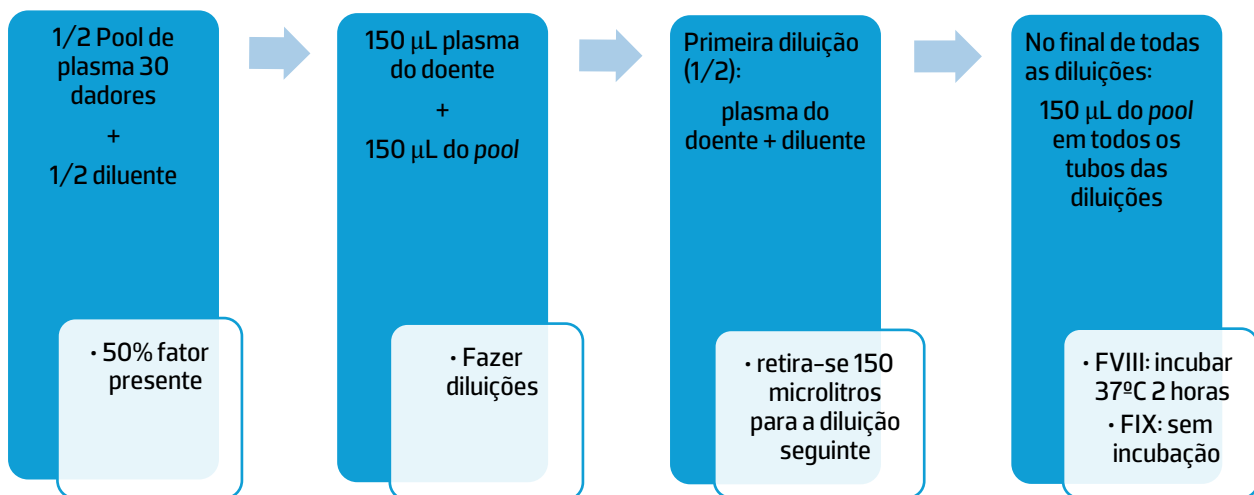 1/2 Pool de
plasma 30
dadores
+
1/2 diluente
· 50% fator
presente
150 µL plasma
do doente
+
150 µL do pool
· Fazer
diluições
Primeira diluição
(1/2):
plasma do
doente + diluente
· retira-se 150
microlitros
para a diluição
seguinte
No final de todas
as diluições:
150 µL do pool
em todos os
tubos das
diluições
· FVIII: incubar
37ºC 2 horas
· FIX: sem
incubação